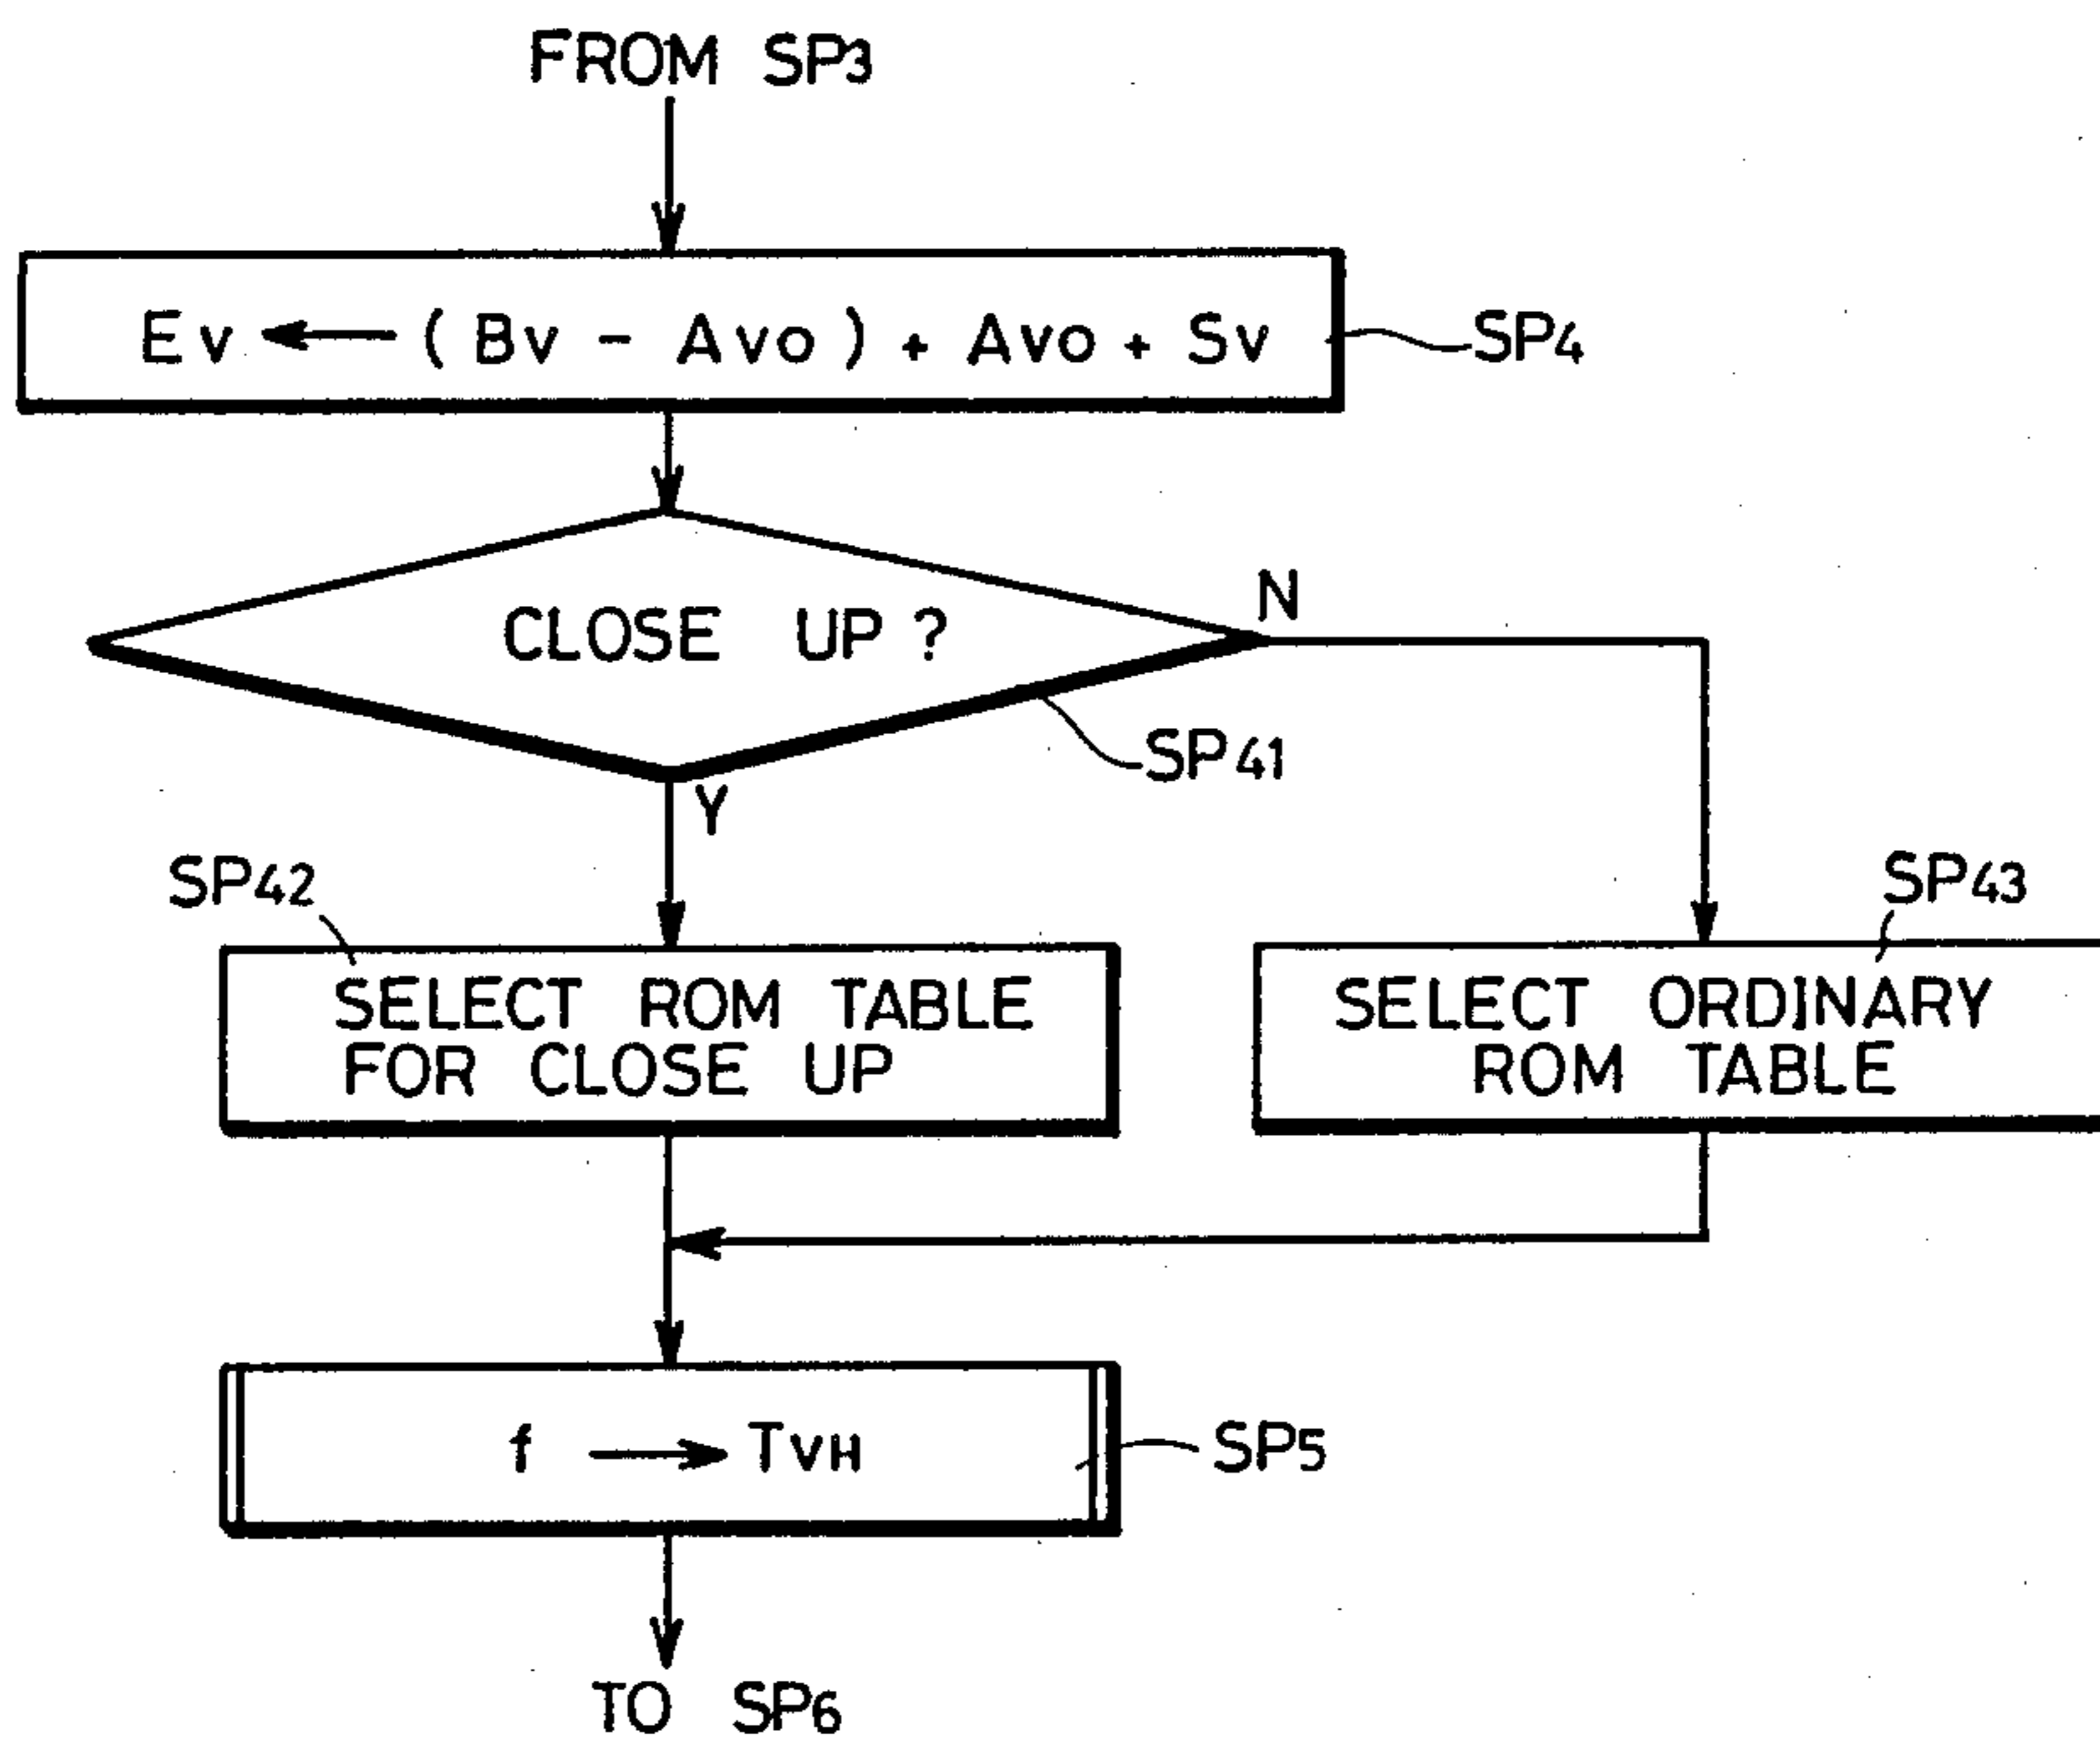 FROM SP3
Ev ← (Bv - Avo) + Avo + Sv
SP4
CLOSE UP ?
N
SP41
Y
SP42
SP43
SELECT ROM TABLE
FOR CLOSE UP
SELECT ORDINARY
ROM TABLE
f → TVH
SP5
TO SP6